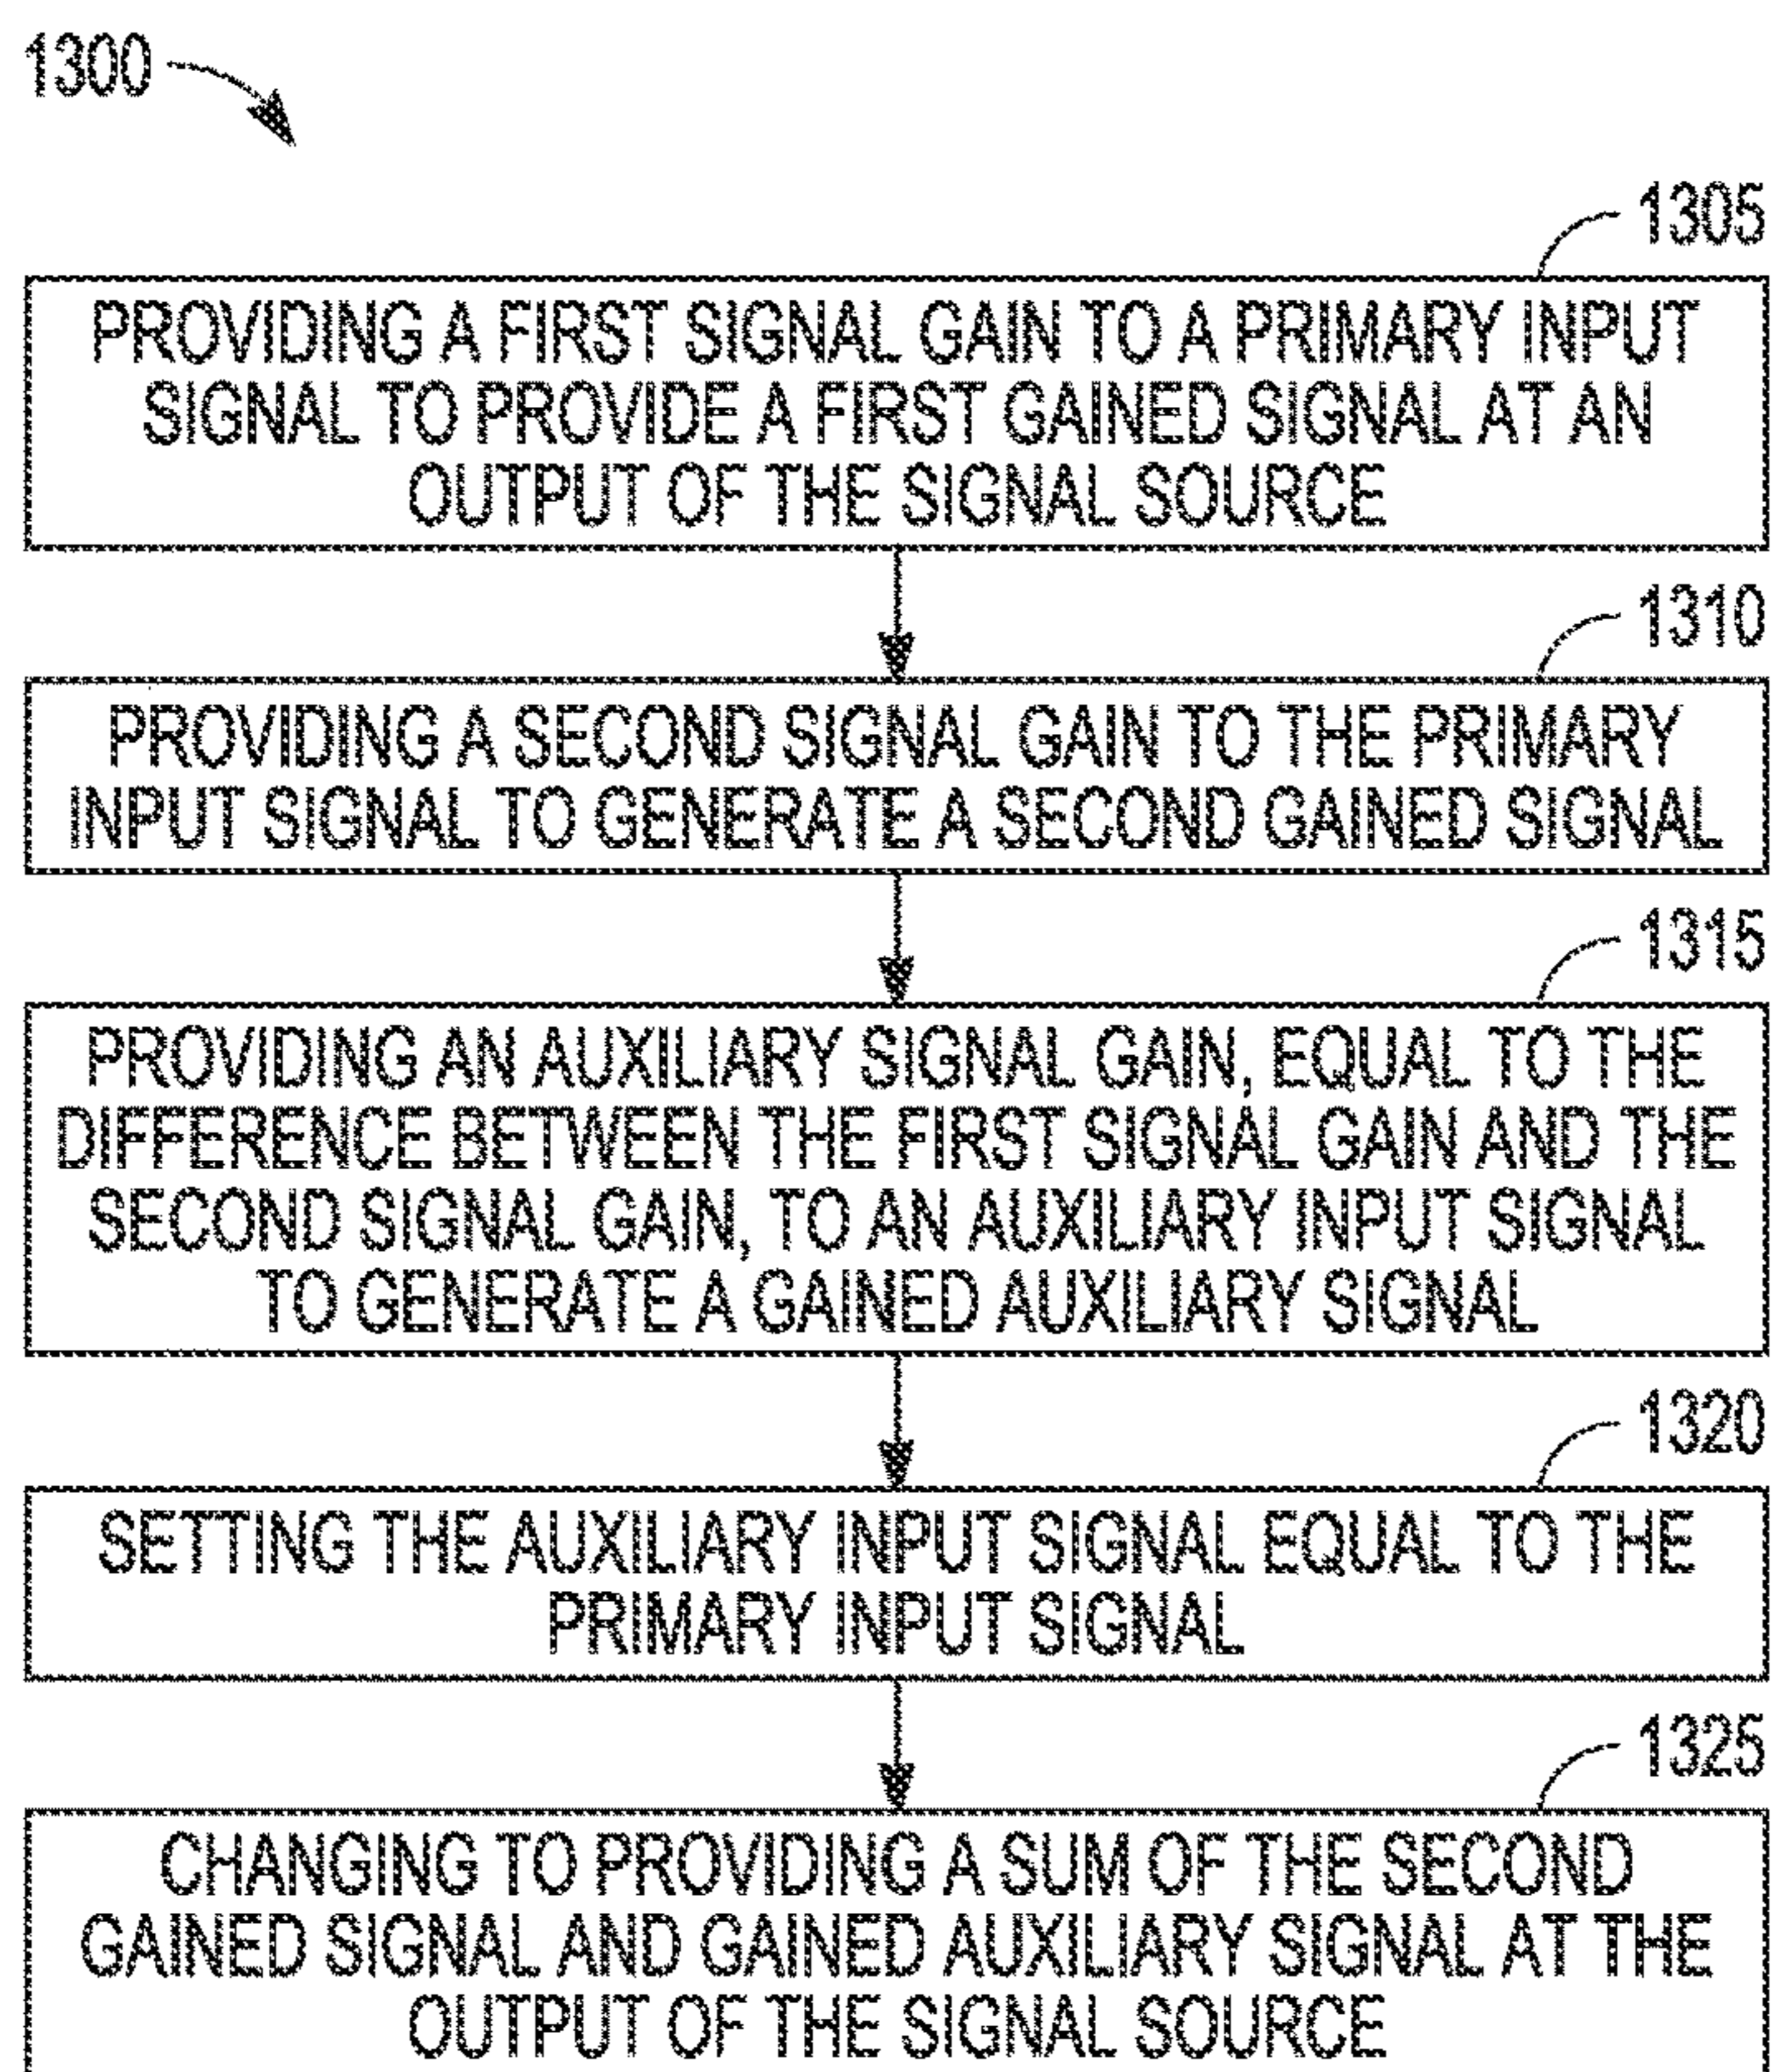 1300
1305
PROVIDING A FIRST SIGNAL GAIN TO A PRIMARY INPUT
SIGNAL TO PROVIDE A FIRST GAINED SIGNAL AT AN
OUTPUT OF THE SIGNAL SOURCE
1310
PROVIDING A SECOND SIGNAL GAIN TO THE PRIMARY
INPUT SIGNAL TO GENERATE A SECOND GAINED SIGNAL
1315
PROVIDING AN AUXILIARY SIGNAL GAIN, EQUAL TO THE
DIFFERENCE BETWEEN THE FIRST SIGNAL GAIN AND THE
SECOND SIGNAL GAIN, TO AN AUXILIARY INPUT SIGNAL
TO GENERATE A GAINED AUXILIARY SIGNAL
1320
SETTING THE AUXILIARY INPUT SIGNAL EQUAL TO THE
PRIMARY INPUT SIGNAL
1325
CHANGING TO PROVIDING A SUM OF THE SECOND
GAINED SIGNAL AND GAINED AUXILIARY SIGNAL AT THE
OUTPUT OF THE SIGNAL SOURCE